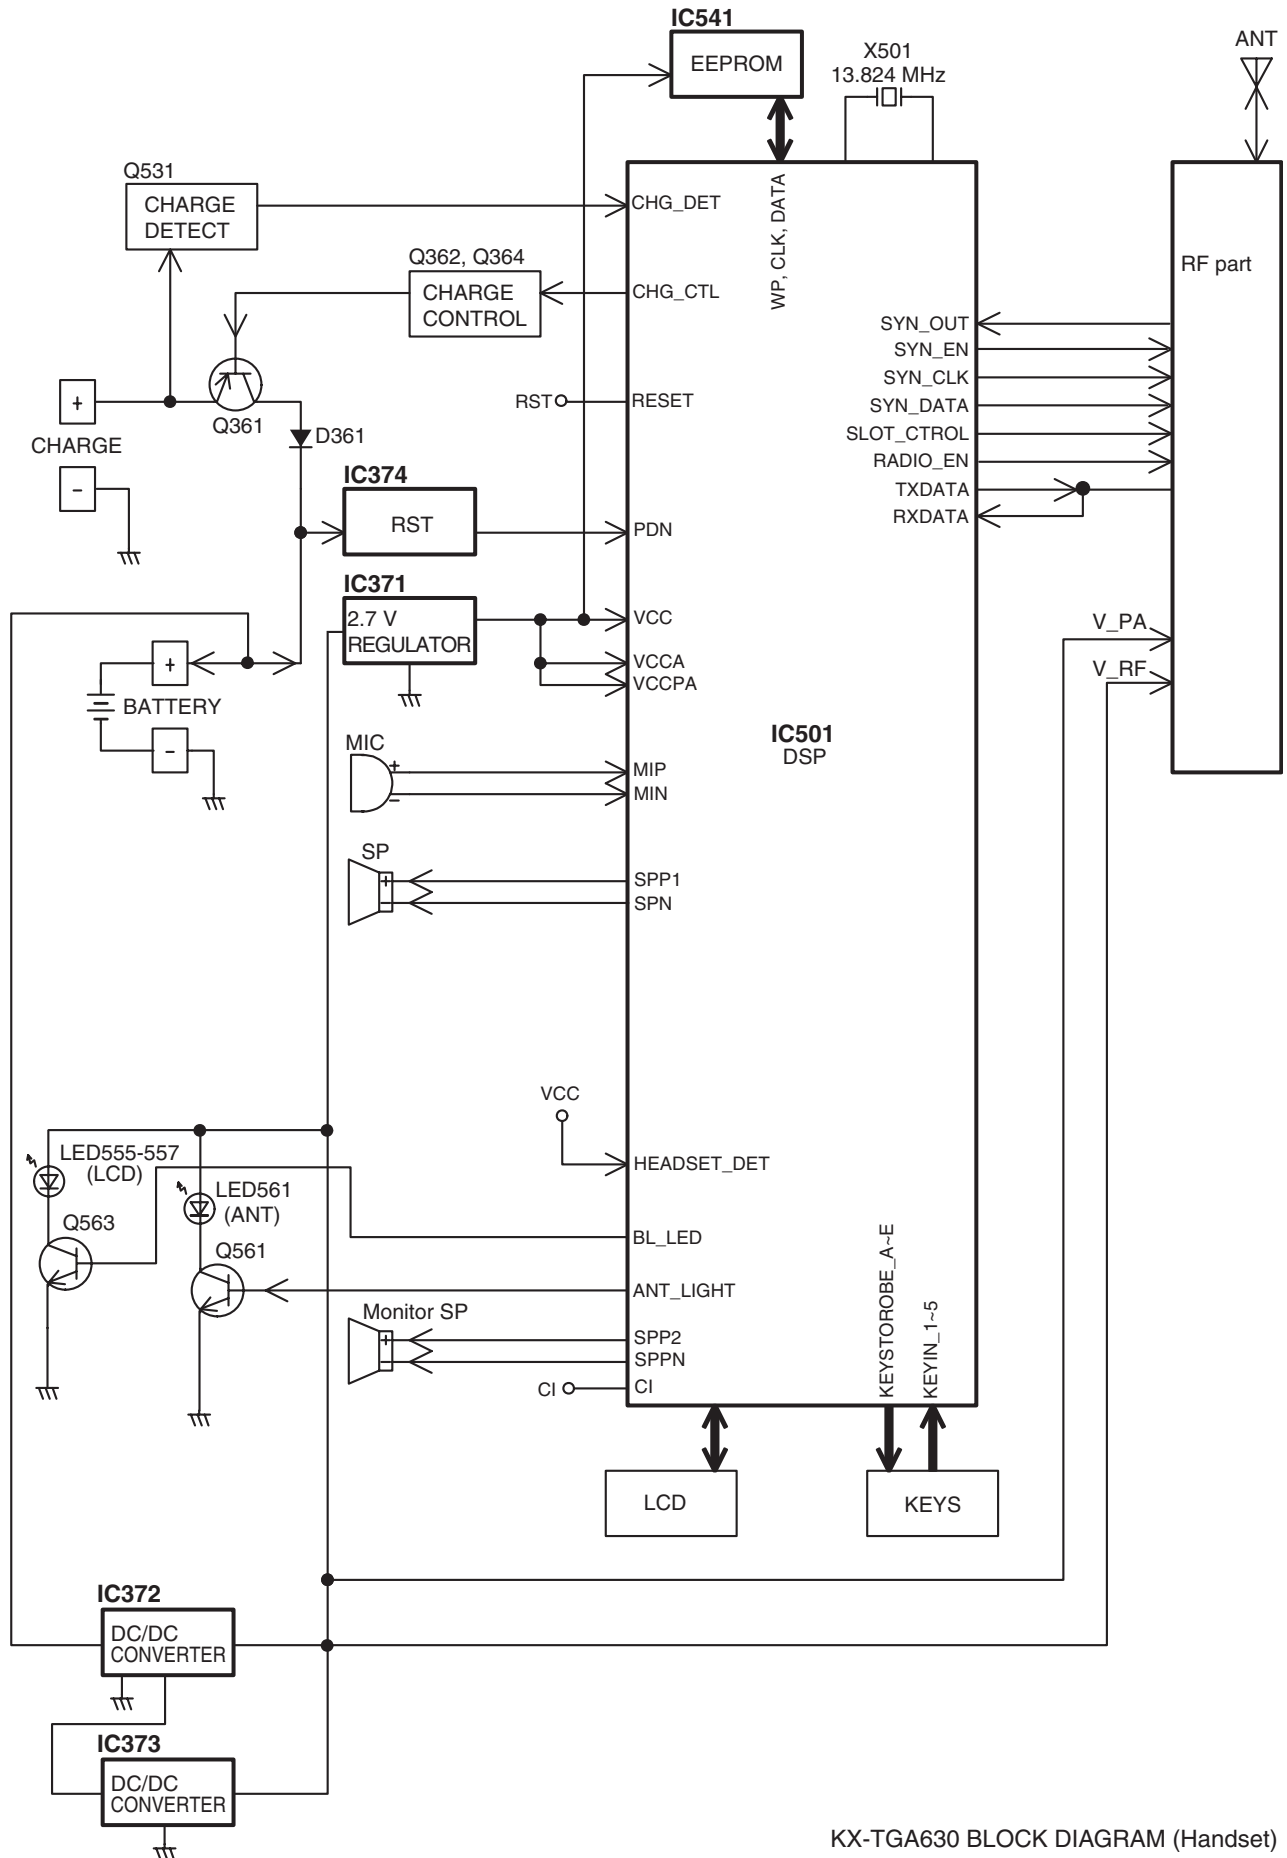 IC541
EEPROM
X501
13.824 MHz
ANT
Q531
CHARGE
DETECT
CHG_DET
WP, CLK, DATA
Q362, Q364
CHARGE
CONTROL
CHG_CTL
RF part
SYN_OUT
SYN_EN
SYN_CLK
SYN_DATA
SLOT_CTROL
RADIO_EN
TXDATA
RXDATA
+
CHARGE
-
Q361
D361
RST
RESET
IC374
RST
PDN
IC371
2.7 V
REGULATOR
VCC
VCCA
VCCPA
V_PA
V_RF
+
BATTERY
-
IC501
DSP
MIC
+
-
MIP
MIN
SP
+
-
SPP1
SPN
VCC
HEADSET_DET
LED555-557
(LCD)
LED561
(ANT)
Q563
Q561
BL_LED
ANT_LIGHT
Monitor SP
+
-
SPP2
SPPN
CI
CI
KEYSTOROBE_A~E
KEYIN_1~5
LCD
KEYS
IC372
DC/DC
CONVERTER
IC373
DC/DC
CONVERTER
KX-TGA630 BLOCK DIAGRAM (Handset)